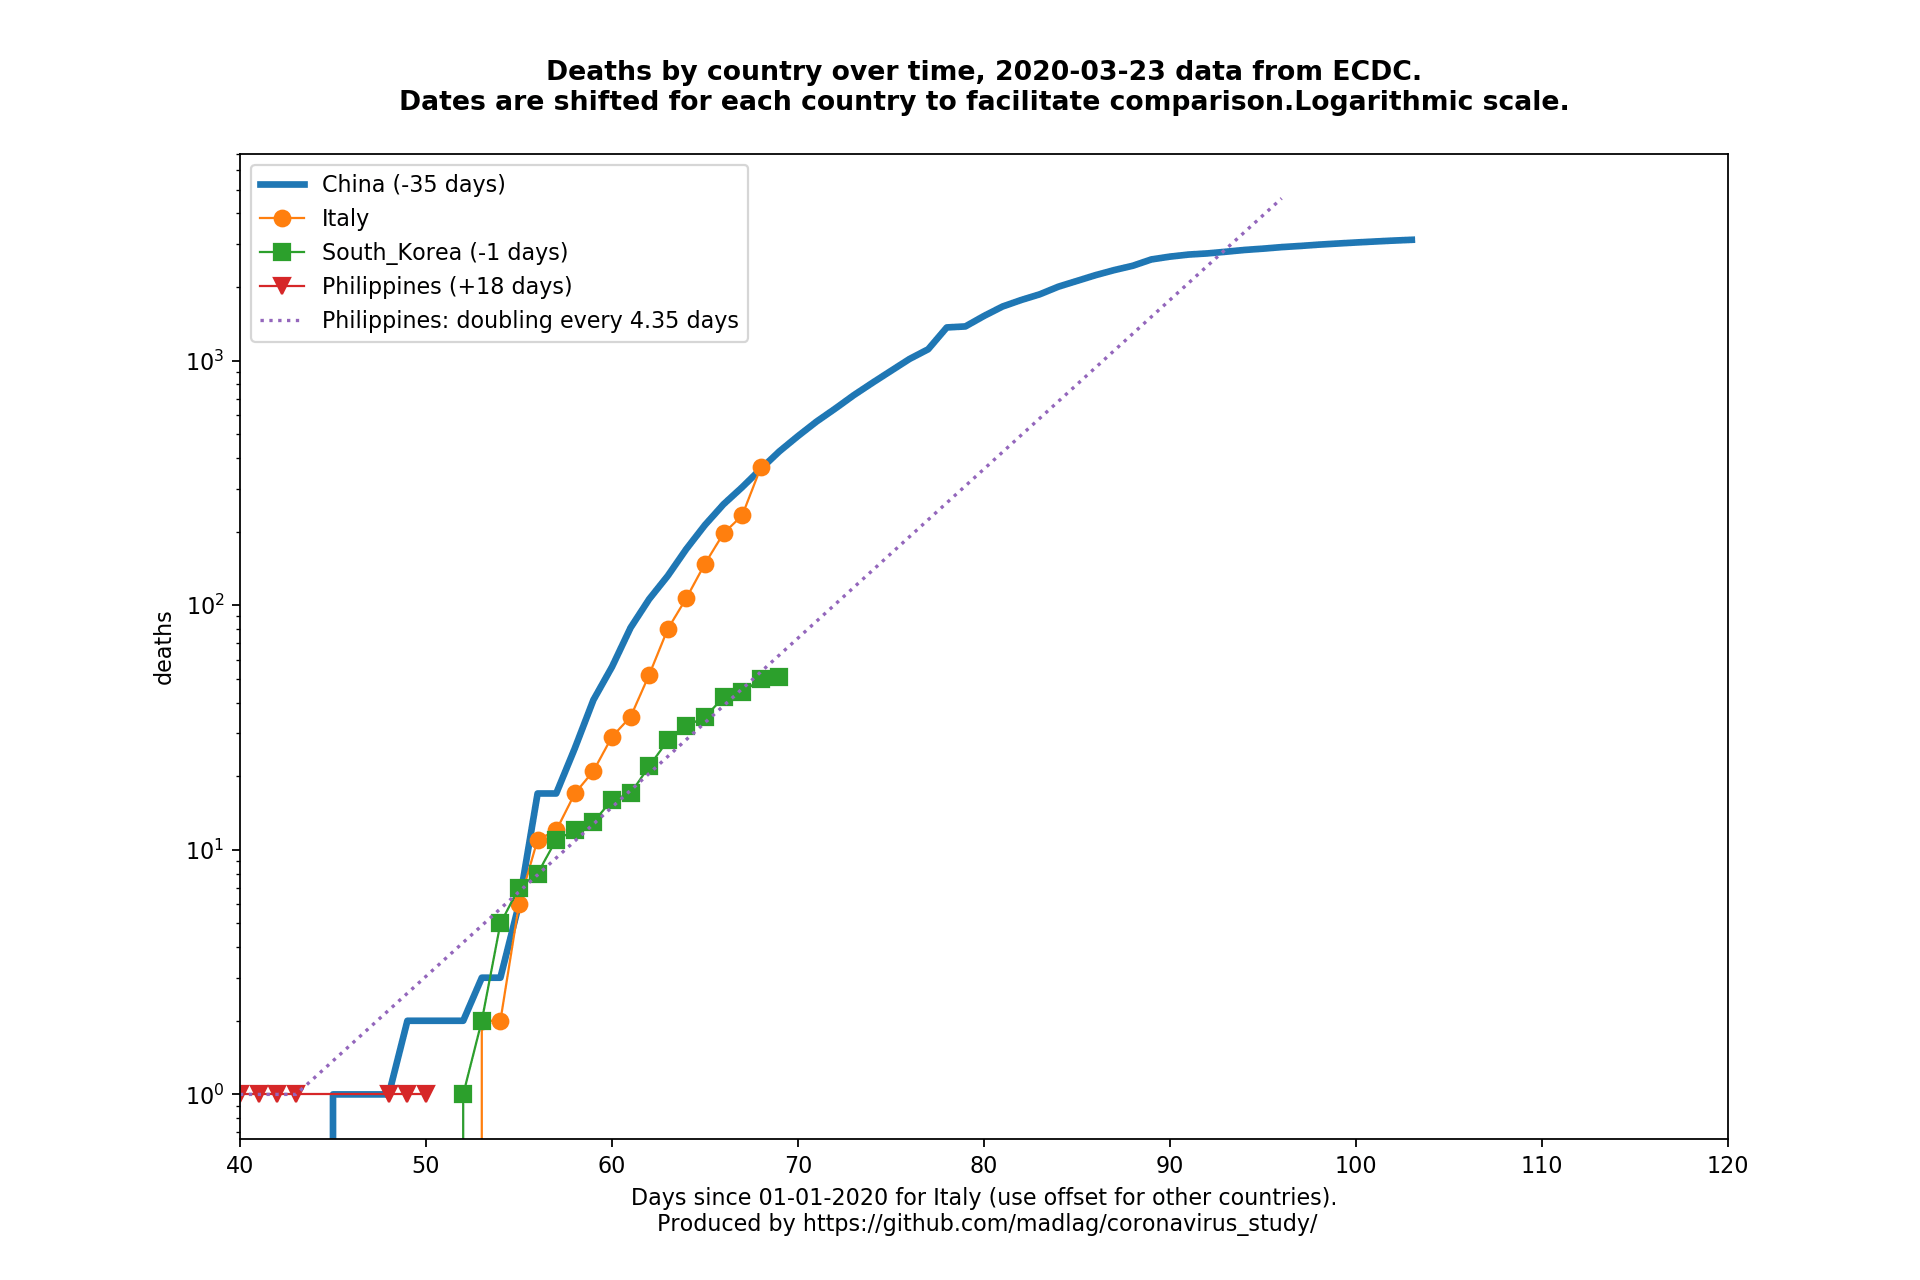 Deaths by country over time, 2020-03-23 data from ECDC.
Dates are shifted for each country to facilitate comparison.Logarithmic scale.
China (-35 days)
Italy
South_Korea (-1 days)
Philippines (+18 days)
Philippines: doubling every 4.35 days
deaths
10³
10²
10¹
10⁰
40 50 60 70 80 90 100 110 120
Days since 01-01-2020 for Italy (use offset for other countries).
Produced by https://github.com/madlag/coronavirus_study/